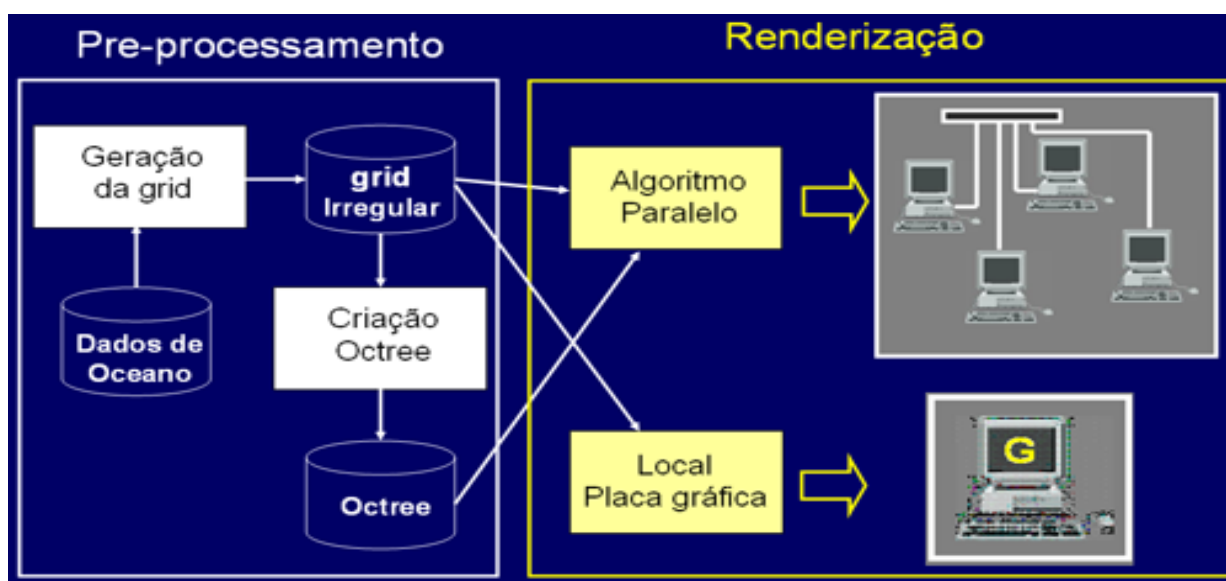 Pre-processamento
Renderização
Geração
da grid
grid
Irregular
Dados de
Oceano
Criação
Octree
Octree
Algoritmo
Paralelo
Local
Placa gráfica
G